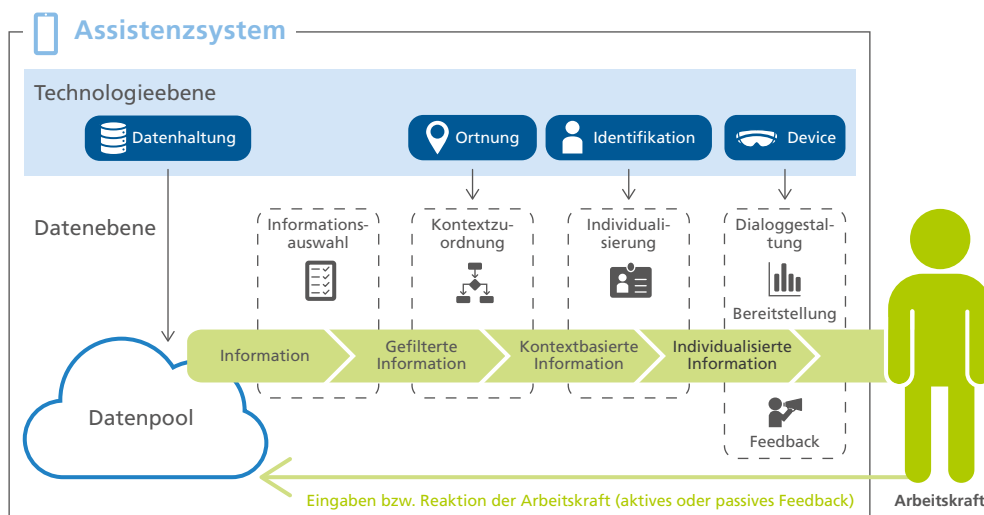 Assistenzsystem
Technologieebene
Datenhaltung
Ortnung
Identifikation
Device
Datenebene
Informations-
auswahl
Kontextzu-
ordnung
Individuali-
sierung
Dialoggestal-
tung
Bereitstellung
Information
Gefilterte
Information
Kontextbasierte
Information
Individualisierte
Information
Datenpool
Feedback
Eingaben bzw. Reaktion der Arbeitskraft (aktives oder passives Feedback)
Arbeitskraft